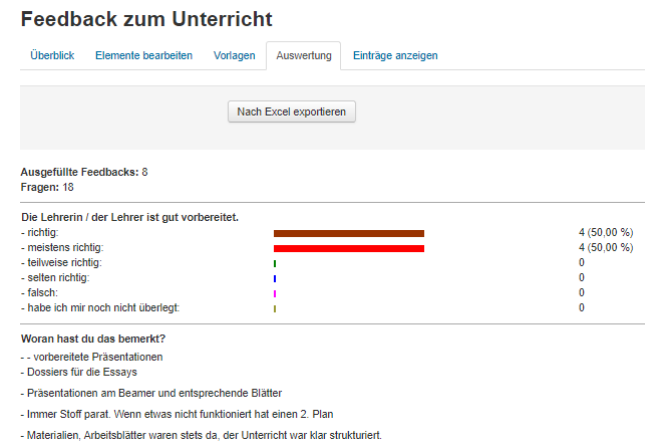 Feedback zum Unterricht
Überblick Elemente bearbeiten Vorlagen Auswertung Einträge anzeigen
Nach Excel exportieren
Ausgefüllte Feedbacks: 8
Fragen: 18
Die Lehrerin / der Lehrer ist gut vorbereitet.
- richtig: 4 (50,00 %)
- meistens richtig: 4 (50,00 %)
- teilweise richtig: 0
- selten richtig: 0
- falsch: 0
- habe ich mir noch nicht überlegt: 0
Woran hast du das bemerkt?
- - vorbereitete Präsentationen
- Dossiers für die Essays
- Präsentationen am Beamer und entsprechende Blätter
- Immer Stoff parat. Wenn etwas nicht funktioniert hat einen 2. Plan
- Materialien, Arbeitsblätter waren stets da, der Unterricht war klar strukturiert.